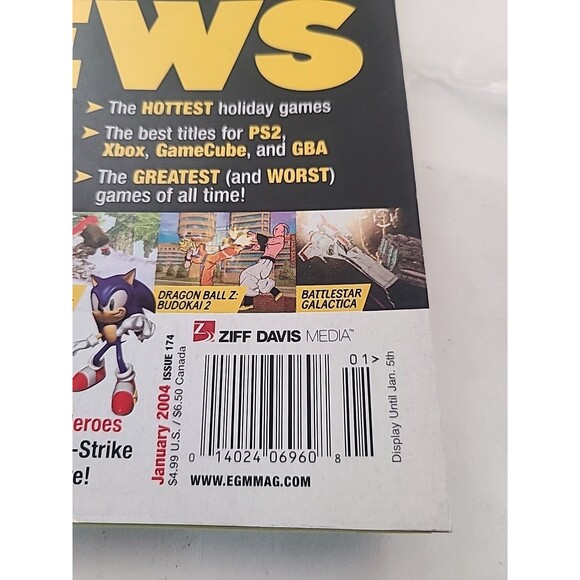 EWS
➤ The HOTTEST holiday games
➤ The best titles for PS2,
Xbox, GameCube, and GBA
➤ The GREATEST (and WORST)
games of all time!
DRAGON BALL Z:
BUDOKAI 2
BATTLESTAR
GALACTICA
ZIFF DAVIS MEDIA™
January 2004 ISSUE 174
$4.99 U.S. / $6.50 Canada
01>
0 14024 06960 8
Display Until Jan. 5th
WWW.EGMMAG.COM
eroes
-Strike
e!